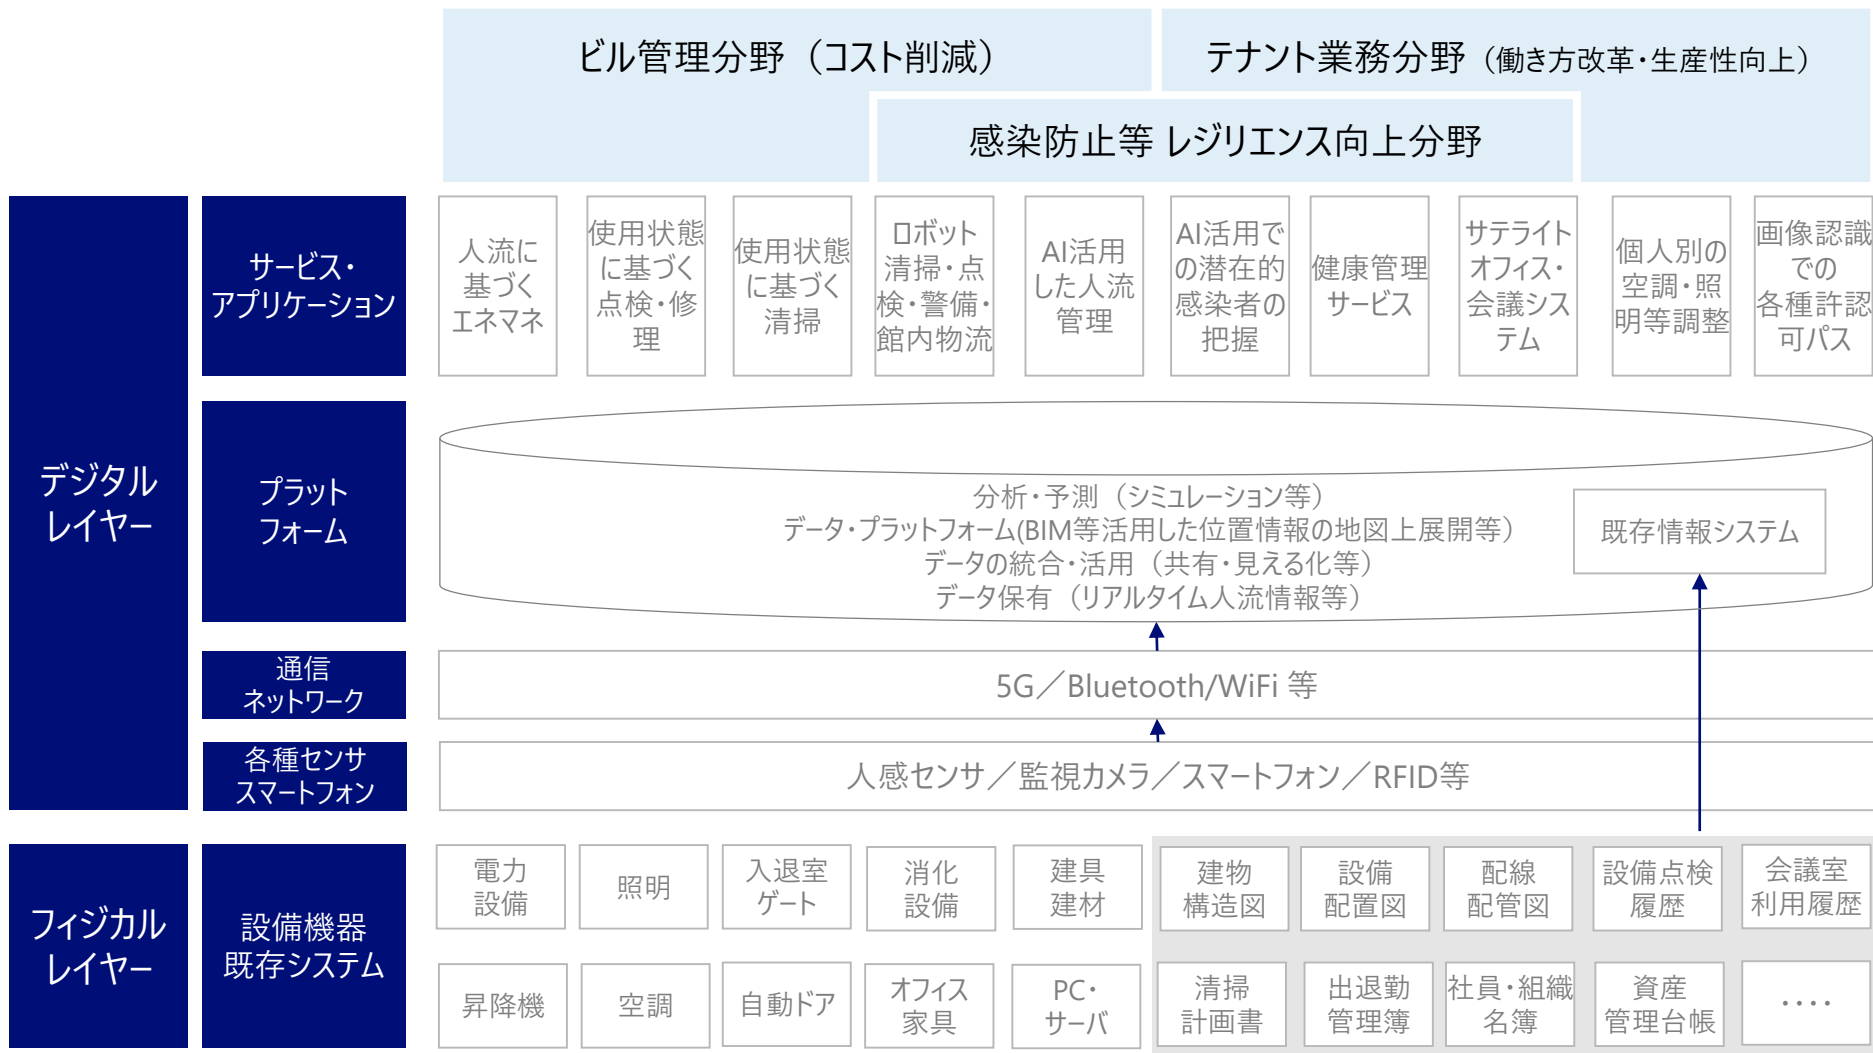 ビル管理分野（コスト削減）
テナント業務分野（働き方改革・生産性向上）
感染防止等 レジリエンス向上分野
デジタル
レイヤー
サービス・
アプリケーション
人流に
基づく
エネマネ
使用状態
に基づく
点検・修
理
使用状態
に基づく
清掃
ロボット
清掃・点
検・警備・
館内物流
AI活用
した人流
管理
AI活用で
の潜在的
感染者の
把握
健康管理
サービス
サテライト
オフィス・
会議シス
テム
個人別の
空調・照
明等調整
画像認識
での
各種許認
可パス
プラット
フォーム
分析・予測（シミュレーション等）
データ・プラットフォーム(BIM等活用した位置情報の地図上展開等）
データの統合・活用（共有・見える化等）
データ保有（リアルタイム人流情報等）
既存情報システム
通信
ネットワーク
5G／Bluetooth/WiFi 等
各種センサ
スマートフォン
人感センサ／監視カメラ／スマートフォン／RFID等
フィジカル
レイヤー
設備機器
既存システム
電力
設備
照明
入退室
ゲート
消化
設備
建具
建材
建物
構造図
設備
配置図
配線
配管図
設備点検
履歴
会議室
利用履歴
昇降機
空調
自動ドア
オフィス
家具
PC・
サーバ
清掃
計画書
出退勤
管理簿
社員・組織
名簿
資産
管理台帳
・・・・